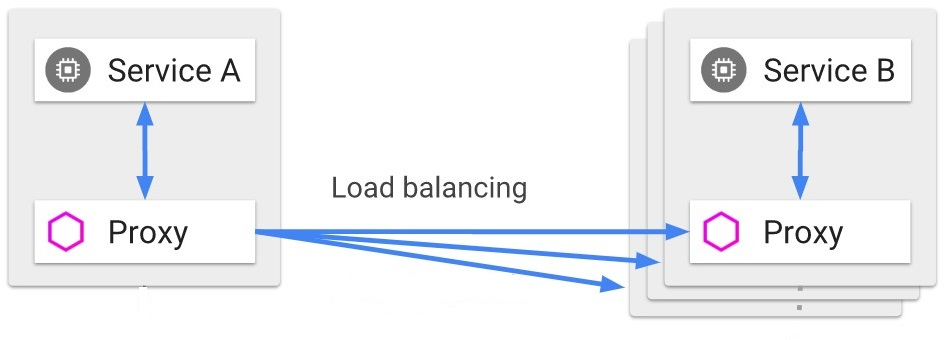 Service A
Service B
Load balancing
Proxy
Proxy